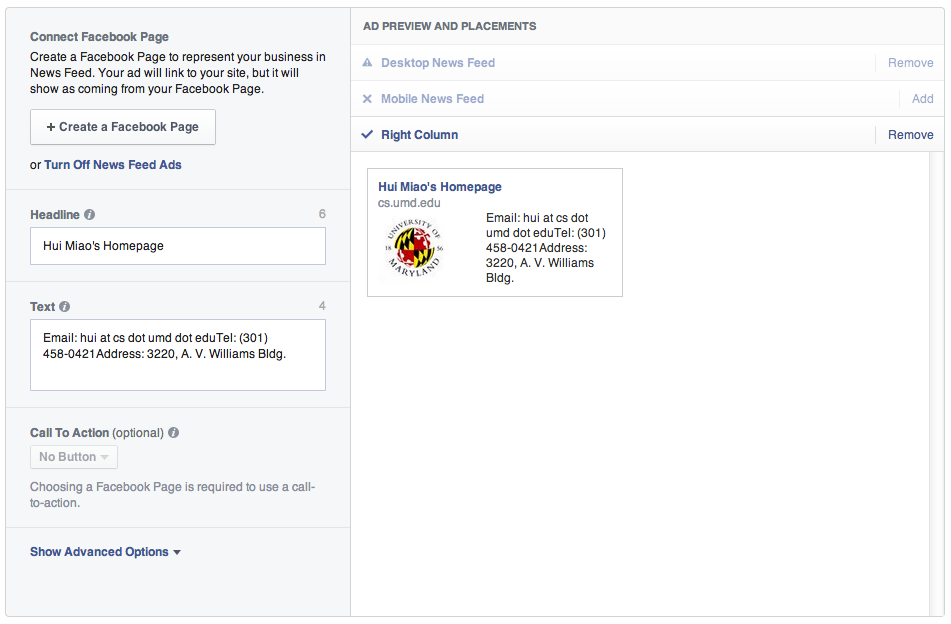 Connect Facebook Page
Create a Facebook Page to represent your business in
News Feed. Your ad will link to your site, but it will
show as coming from your Facebook Page.
+ Create a Facebook Page
or Turn Off News Feed Ads
Headline
6
Hui Miao's Homepage
Text
4
Email: hui at cs dot umd dot eduTel: (301)
458-0421Address: 3220, A. V. Williams Bldg.
Call To Action (optional)
No Button
Choosing a Facebook Page is required to use a call-
to-action.
Show Advanced Options
AD PREVIEW AND PLACEMENTS
Desktop News Feed
Remove
Mobile News Feed
Add
Right Column
Remove
Hui Miao's Homepage
cs.umd.edu
UNIVERSITY OF
18 56
MARYLAND
Email: hui at cs dot
umd dot eduTel: (301)
458-0421Address:
3220, A. V. Williams
Bldg.